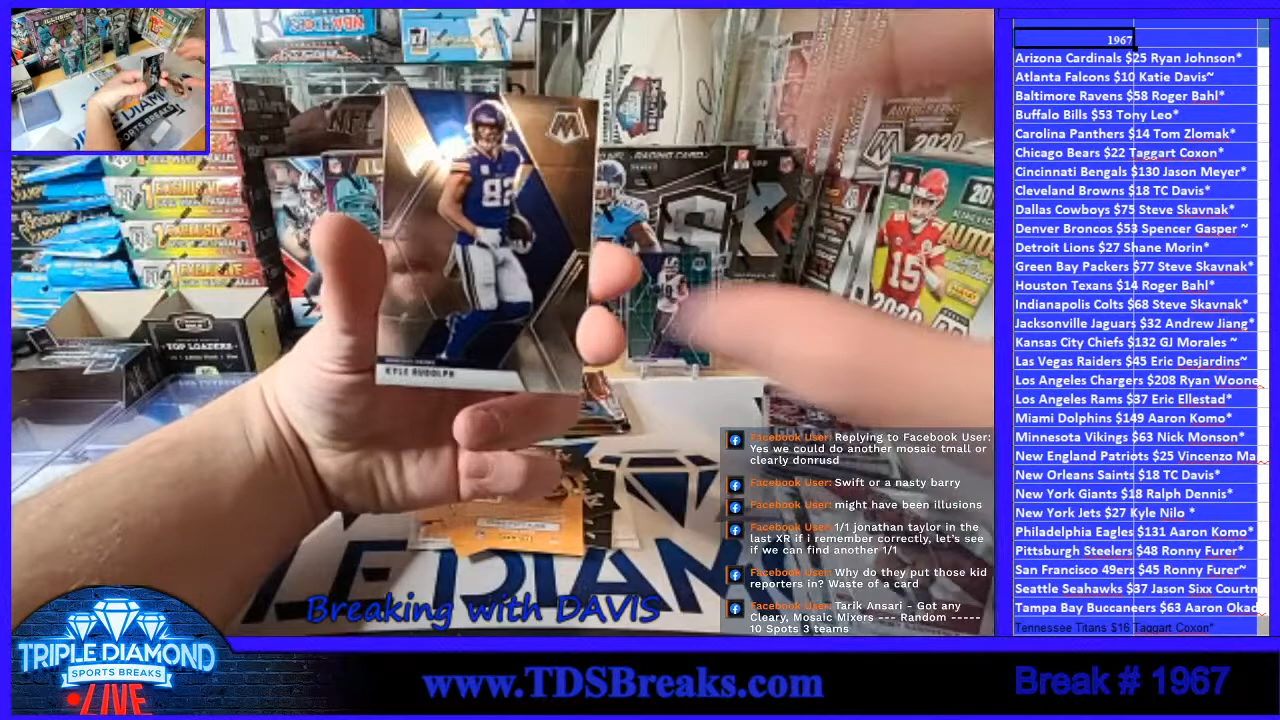 1967
Arizona Cardinals $25 Ryan Johnson*
Atlanta Falcons $10 Katie Davis~
Baltimore Ravens $58 Roger Bahl*
Buffalo Bills $53 Tony Leo*
Carolina Panthers $14 Tom Zlomak*
Chicago Bears $22 Taggart Coxon*
Cincinnati Bengals $130 Jason Meyer*
Cleveland Browns $18 TC Davis*
Dallas Cowboys $75 Steve Skavnak*
Denver Broncos $53 Spencer Gasper ~
Detroit Lions $27 Shane Morin*
Green Bay Packers $77 Steve Skavnak*
Houston Texans $14 Roger Bahl*
Indianapolis Colts $68 Steve Skavnak*
Jacksonville Jaguars $32 Andrew Jiang*
Kansas City Chiefs $132 GJ Morales ~
Las Vegas Raiders $45 Eric Desjardins~
Los Angeles Chargers $208 Ryan Woone
Los Angeles Rams $37 Eric Ellestad*
Miami Dolphins $149 Aaron Komo*
Minnesota Vikings $63 Nick Monson*
New England Patriots $25 Vincenzo Ma
New Orleans Saints $18 TC Davis*
New York Giants $18 Ralph Dennis*
New York Jets $27 Kyle Nilo *
Philadelphia Eagles $131 Aaron Komo*
Pittsburgh Steelers $48 Ronny Furer*
San Francisco 49ers $45 Ronny Furer~
Seattle Seahawks $37 Jason Sixx Courtn
Tampa Bay Buccaneers $63 Aaron Okad
Tennessee Titans $16 Taggart Coxon*
82
M
KYLE RUDOLPH
2020
15
TOP LOADERS
Facebook User: Replying to Facebook User:
Yes we could do another mosaic tmall or
clearly donrusd
Facebook User: Swift or a nasty barry
Facebook User: might have been illusions
Facebook User: 1/1 jonathan taylor in the
last XR if i remember correctly, let's see
if we can find another 1/1
Facebook User: Why do they put those kid
reporters in? Waste of a card
Facebook User: Tarik Ansari - Got any
Cleary, Mosaic Mixers --- Random -----
10 Spots 3 teams
Breaking with DAVIS
TRIPLE DIAMOND
SPORTS BREAKS
LIVE
www.TDSBreaks.com
Break # 1967